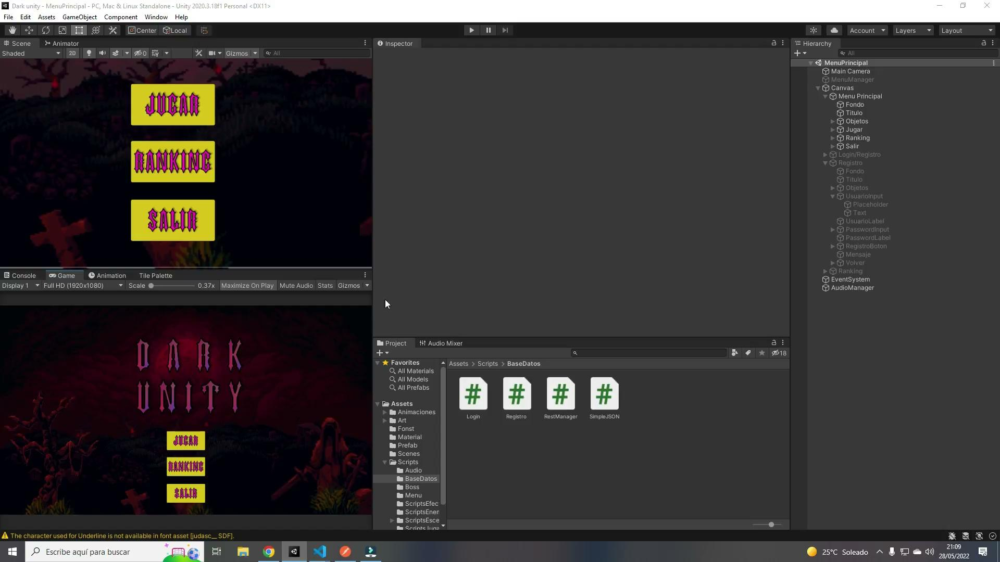 Dark unity - MenuPrincipal - PC, Mac & Linux Standalone - Unity 2020.3.18f1 Personal <DX11>
File Edit Assets GameObject Component Window Help
Center Local Account Layers Layout
Scene Animator
Shaded 2D 0 Gizmos All
JUGAR
RANKING
SALIR
Console Game Animation Tile Palette
Display 1 Full HD (1920x1080) Scale 0.37x Maximize On Play Mute Audio Stats Gizmos
DARK
UNITY
JUGAR
RANKING
SALIR
Inspector
Project Audio Mixer
18
Favorites
All Materials
All Models
All Prefabs
Assets
Animaciones
Art
Fonst
Material
Prefab
Scenes
Scripts
Audio
BaseDatos
Boss
Menu
ScriptsEfec
ScriptsEnem
ScriptsEsce
ScriptsJuga
Assets > Scripts > BaseDatos
Login Registro RestManager SimpleJSON
Hierarchy
All
MenuPrincipal
Main Camera
MenuManager
Canvas
Menu Principal
Fondo
Titulo
Objetos
Jugar
Ranking
Salir
Login/Registro
Registro
Fondo
Titulo
Objetos
UsuarioInput
Placeholder
Text
UsuarioLabel
PasswordInput
PasswordLabel
RegistroBoton
Mensaje
Volver
Ranking
EventSystem
AudioManager
The character used for Underline is not available in font asset [judasc__ SDF].
Escribe aquí para buscar
25°C Soleado
21:09
28/05/2022